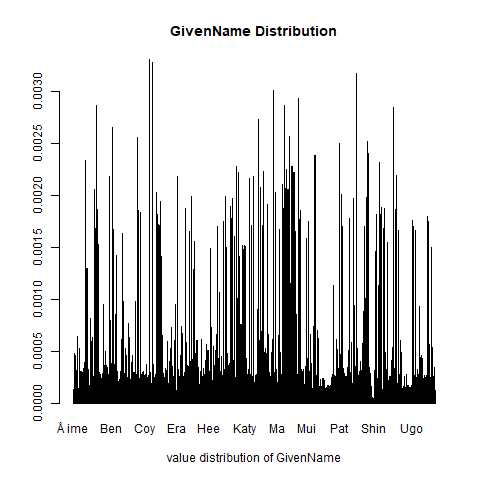 GivenName Distribution
0.0030
0.0025
0.0020
0.0015
0.0010
0.0005
0.0000
Âime Ben Coy Era Hee Katy Ma Mui Pat Shin Ugo
value distribution of GivenName